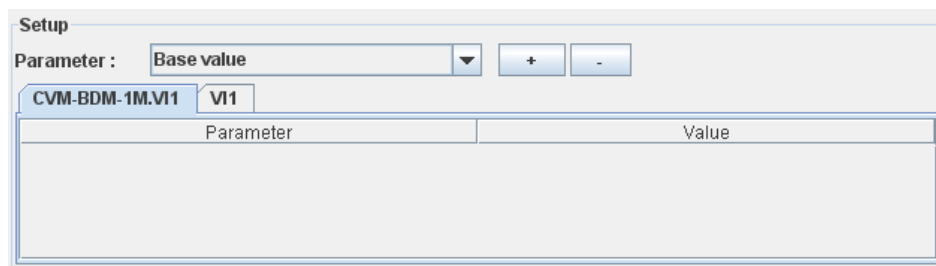 Setup
Parameter : Base value + -
CVM-BDM-1M.VI1 VI1
Parameter Value